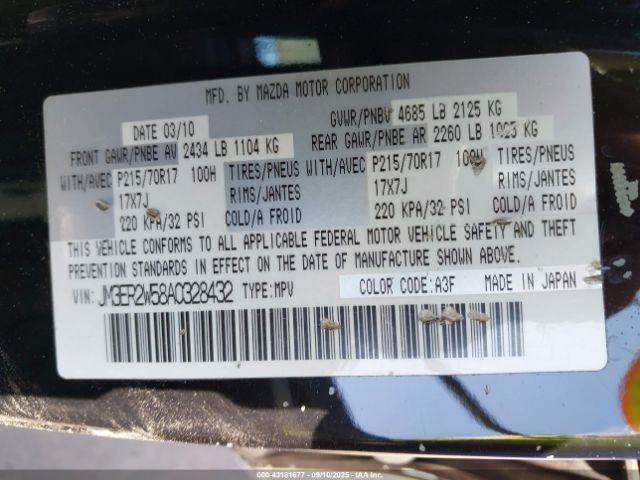 MFD. BY MAZDA MOTOR CORPORATION
DATE 03/10 GVWR/PNBV 4685 LB 2125 KG
FRONT GAWR/PNBE AV 2434 LB 1104 KG REAR GAWR/PNBE AR 2260 LB 1025 KG
WITH/AVEC P215/70R17 100H TIRES/PNEUS WITH/AVEC P215/70R17 100H TIRES/PNEUS
17X7J RIMS/JANTES 17X7J RIMS/JANTES
220 KPA/32 PSI COLD/A FROID 220 KPA/32 PSI COLD/A FROID
THIS VEHICLE CONFORMS TO ALL APPLICABLE FEDERAL MOTOR VEHICLE SAFETY AND THEFT
PREVENTION STANDARDS IN EFFECT ON THE DATE OF MANUFACTURE SHOWN ABOVE.
VIN: JM3ER2W58A0328432 TYPE: MPV COLOR CODE: A3F MADE IN JAPAN
000-43181677 - 09/10/2025 - IAAI.COM